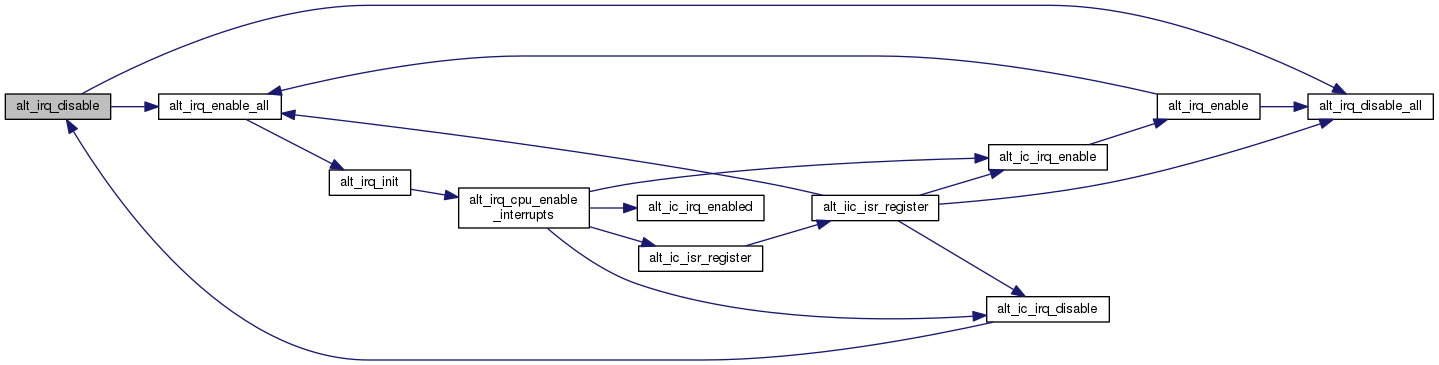 alt_irq_disable
alt_irq_enable_all
alt_irq_init
alt_irq_cpu_enable
_interrupts
alt_ic_irq_enabled
alt_ic_isr_register
alt_iic_isr_register
alt_ic_irq_enable
alt_ic_irq_disable
alt_irq_enable
alt_irq_disable_all